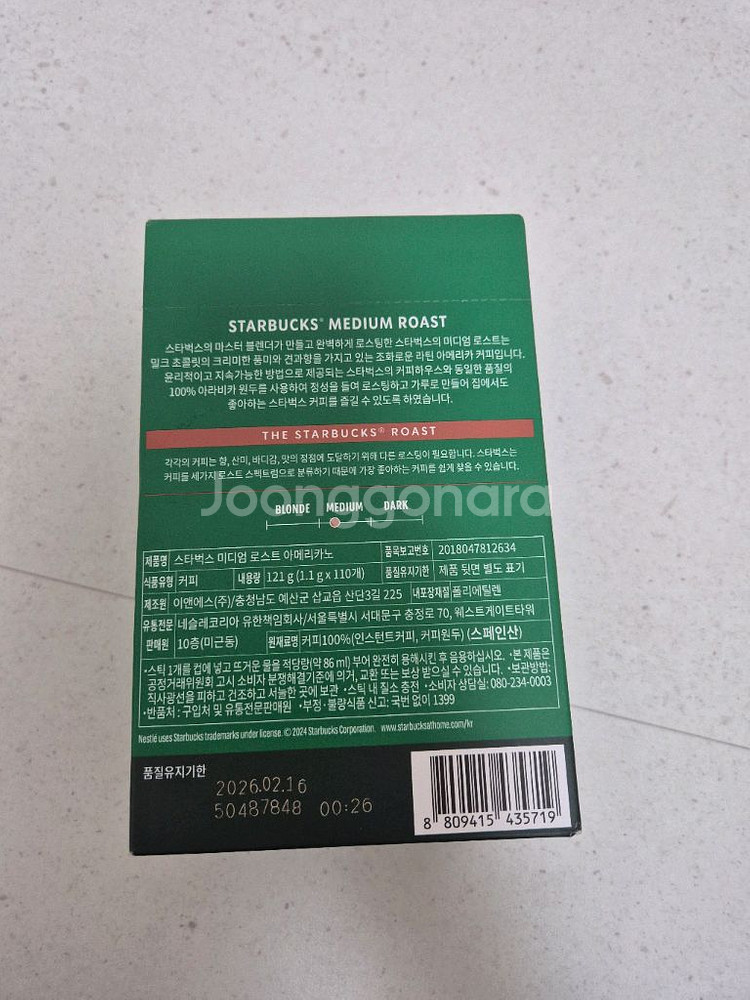 STARBUCKS® MEDIUM ROAST
스타벅스의 마스터 블렌더가 만들고 완벽하게 로스팅한 스타벅스의 미디엄 로스트는
밀크 초콜릿의 크리미한 풍미와 견과향을 가지고 있는 조화로운 라틴 아메리카 커피입니다.
윤리적이고 지속가능한 방법으로 제공되는 스타벅스의 커피하우스와 동일한 품질의
100% 아라비카 원두를 사용하여 정성을 들여 로스팅하고 가루로 만들어 집에서도
좋아하는 스타벅스 커피를 즐길 수 있도록 하였습니다.
THE STARBUCKS® ROAST
각각의 커피는 향, 산미, 바디감, 맛의 정점에 도달하기 위해 다른 로스팅이 필요합니다. 스타벅스는
커피를 세가지 로스트 스펙트럼으로 분류하기 때문에 가장 좋아하는 커피를 쉽게 찾을 수 있습니다.
Joonggonara
BLONDE MEDIUM DARK
제품명 스타벅스 미디엄 로스트 아메리카노 품목보고번호 2018047812634
식품유형 커피 내용량 121 g (1.1 g x 110개) 품질유지기한 제품 뒷면 별도 표기
제조원 이앤에스(주)/충청남도 예산군 삽교읍 산단3길 225 내포장재질 폴리에틸렌
유통전문 네슬레코리아 유한책임회사/서울특별시 서대문구 충정로 70, 웨스트게이트타워
판매원 10층(미근동) 원재료명 커피100%(인스턴트커피, 커피원두) (스페인산)
•스틱 1개를 컵에 넣고 뜨거운 물을 적당량(약 86 ml) 부어 완전히 용해시킨 후 음용하십시오. •본 제품은
공정거래위원회 고시 소비자 분쟁해결기준에 의거, 교환 또는 보상 받으실 수 있습니다. •보관방법:
직사광선을 피하고 건조하고 서늘한 곳에 보관 •스틱 내 질소 충전 •소비자 상담실: 080-234-0003
•반품처 : 구입처 및 유통전문판매원 •부정·불량식품 신고: 국번 없이 1399
Nestlé uses Starbucks trademarks under license. © 2024 Starbucks Corporation. www.starbucksathome.com/kr
품질유지기한
2026.02.16
50487848 00:26
8 809415 435719